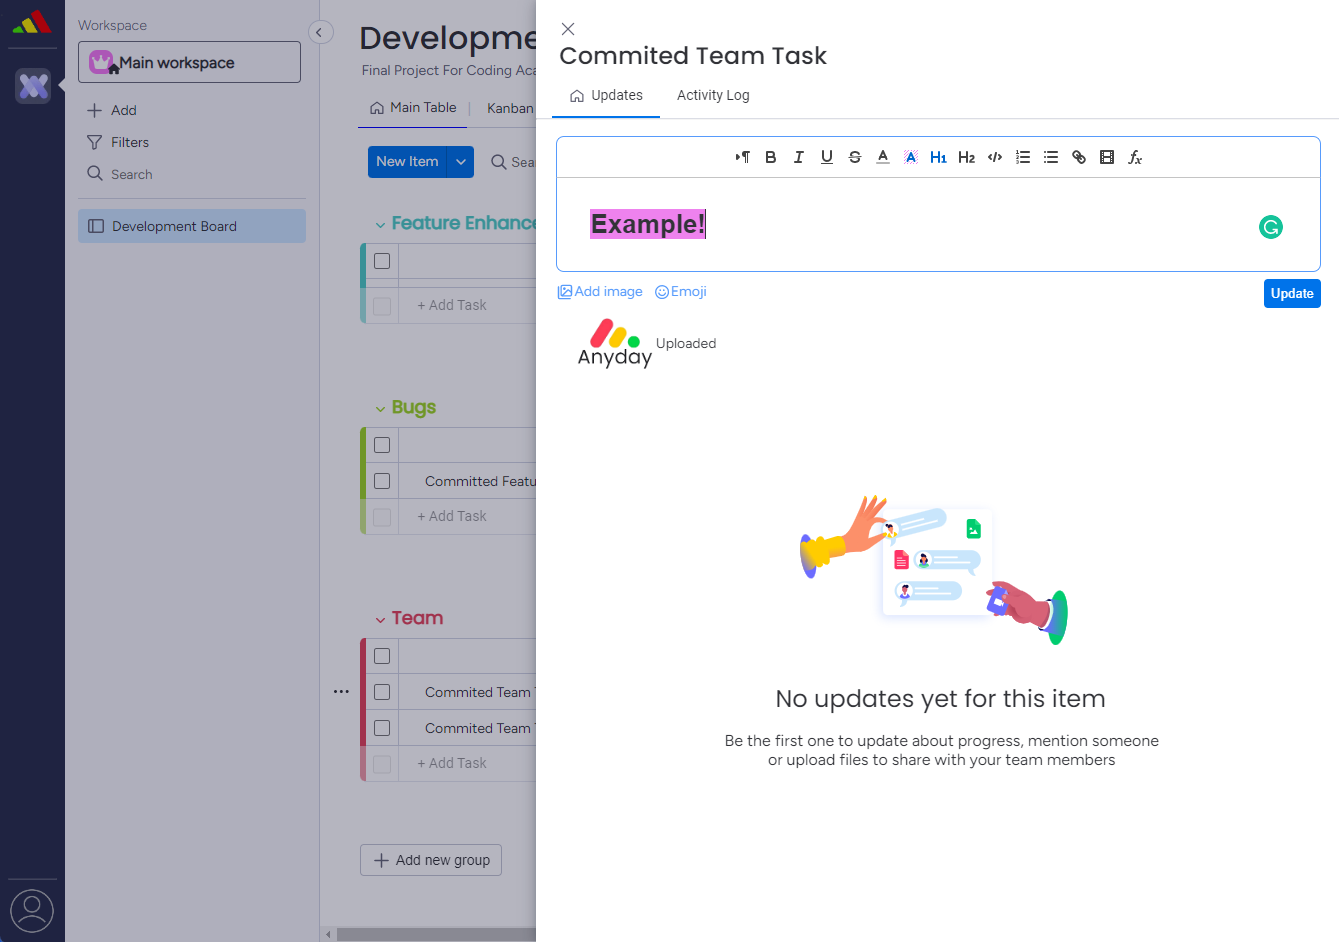 Workspace
Main workspace
Add
Filters
Search
Development Board
Developme
Final Project For Coding Aca
Main Table
Kanban
New Item
Sear
Feature Enhance
+ Add Task
Bugs
Committed Featu
+ Add Task
Team
Commited Team T
Commited Team T
+ Add Task
Add new group
Commited Team Task
Updates
Activity Log
B I U S A A H1 H2 </> fx
Example!
Add image
Emoji
Update
Anyday
Uploaded
No updates yet for this item
Be the first one to update about progress, mention someone
or upload files to share with your team members